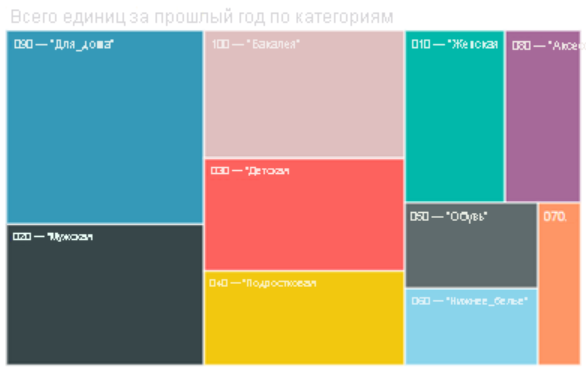 Всего единиц за прошлый год по категориям
090 — "Для_дома"
100 — "Бакалея"
010 — "Женская
080 — "Аксес
030 — "Детская
020 — "Мужская
050 — "Обувь"
070.
040 — "Подростковая
060 — "Нижнее_белье"